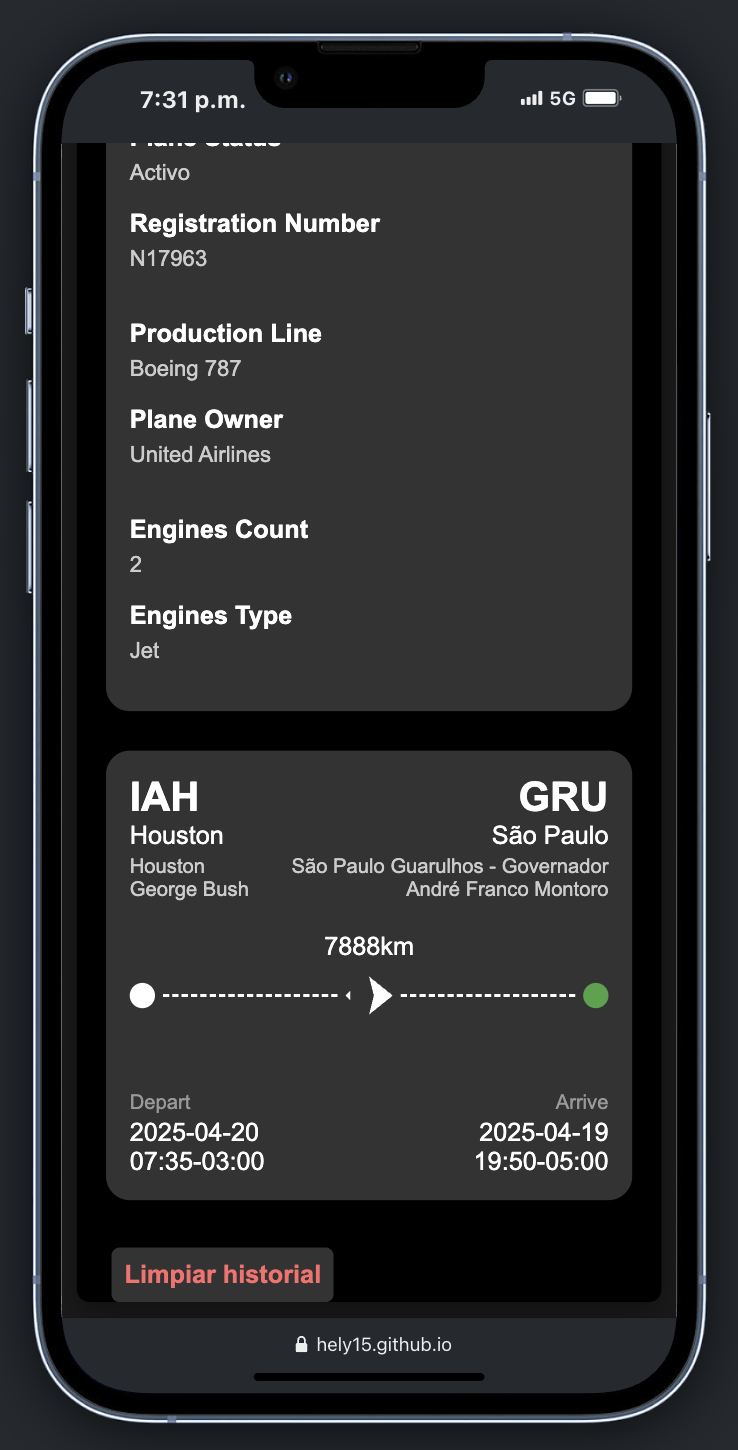 7:31 p.m.
5G
Plane Status
Activo
Registration Number
N17963
Production Line
Boeing 787
Plane Owner
United Airlines
Engines Count
2
Engines Type
Jet
IAH
GRU
Houston
São Paulo
Houston
George Bush
São Paulo Guarulhos - Governador
André Franco Montoro
7888km
Depart
Arrive
2025-04-20
07:35-03:00
2025-04-19
19:50-05:00
Limpiar historial
hely15.github.io